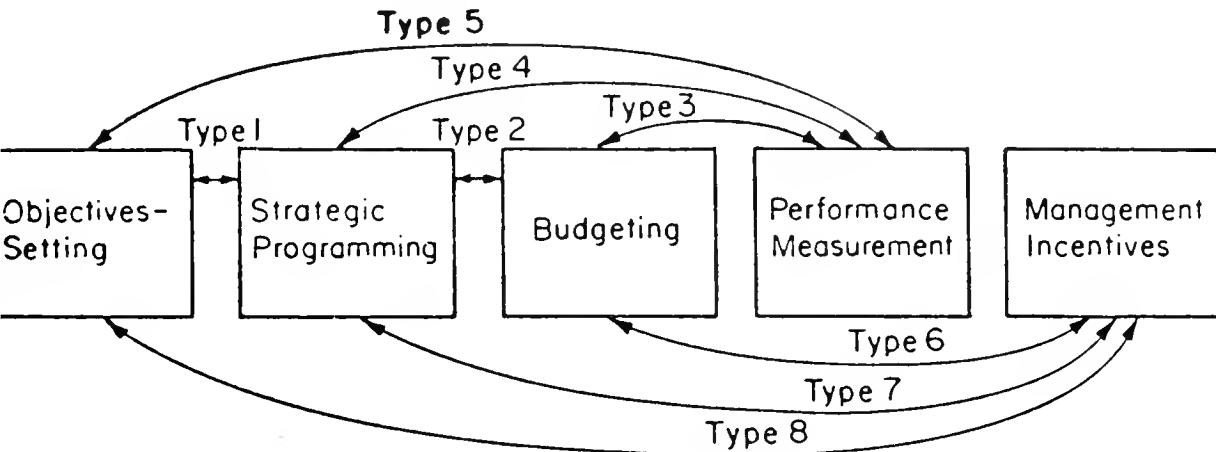 Type 5
Type 4
Type 3
Type 1
Type 2
Objectives-
Setting
Strategic
Programming
Budgeting
Performance
Measurement
Management
Incentives
Type 6
Type 7
Type 8